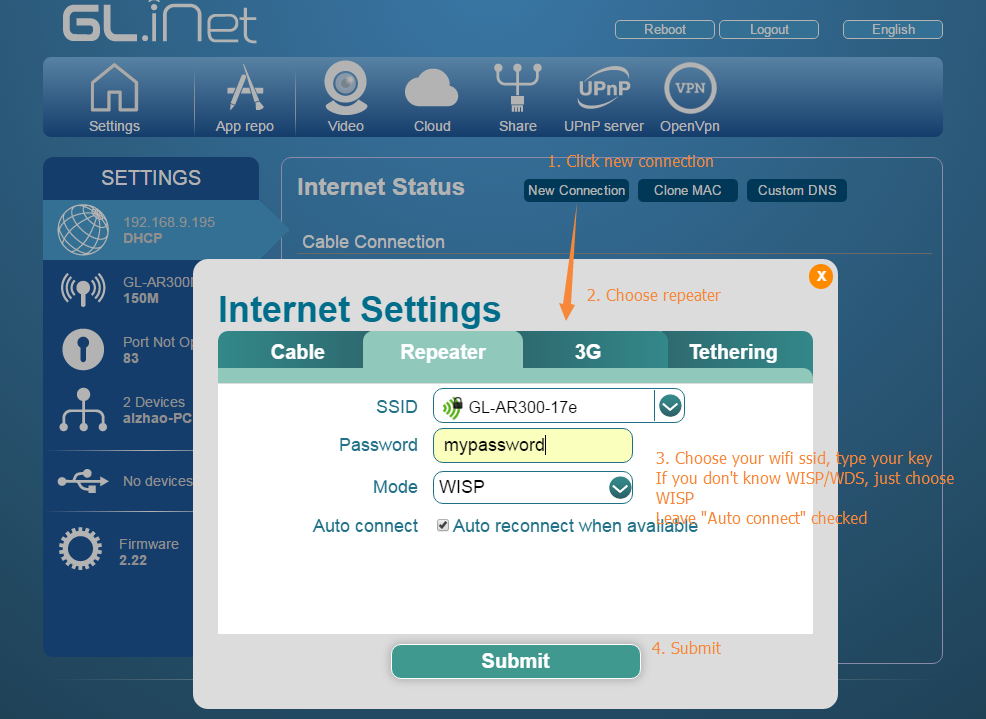 GL.iNet
Reboot Logout English
Settings App repo Video Cloud Share UPnP server OpenVpn
UPnP
VPN
SETTINGS
192.168.9.195
DHCP
GL-AR300
150M
Port Not Op
83
2 Devices
alzhao-PC
No devices
Firmware
2.22
1. Click new connection
Internet Status
New Connection Clone MAC Custom DNS
Cable Connection
X
2. Choose repeater
Internet Settings
Cable Repeater 3G Tethering
SSID GL-AR300-17e
Password mypassword
Mode WISP
Auto connect Auto reconnect when available
3. Choose your wifi ssid, type your key
If you don't know WISP/WDS, just choose
WISP
Leave "Auto connect" checked
Submit
4. Submit